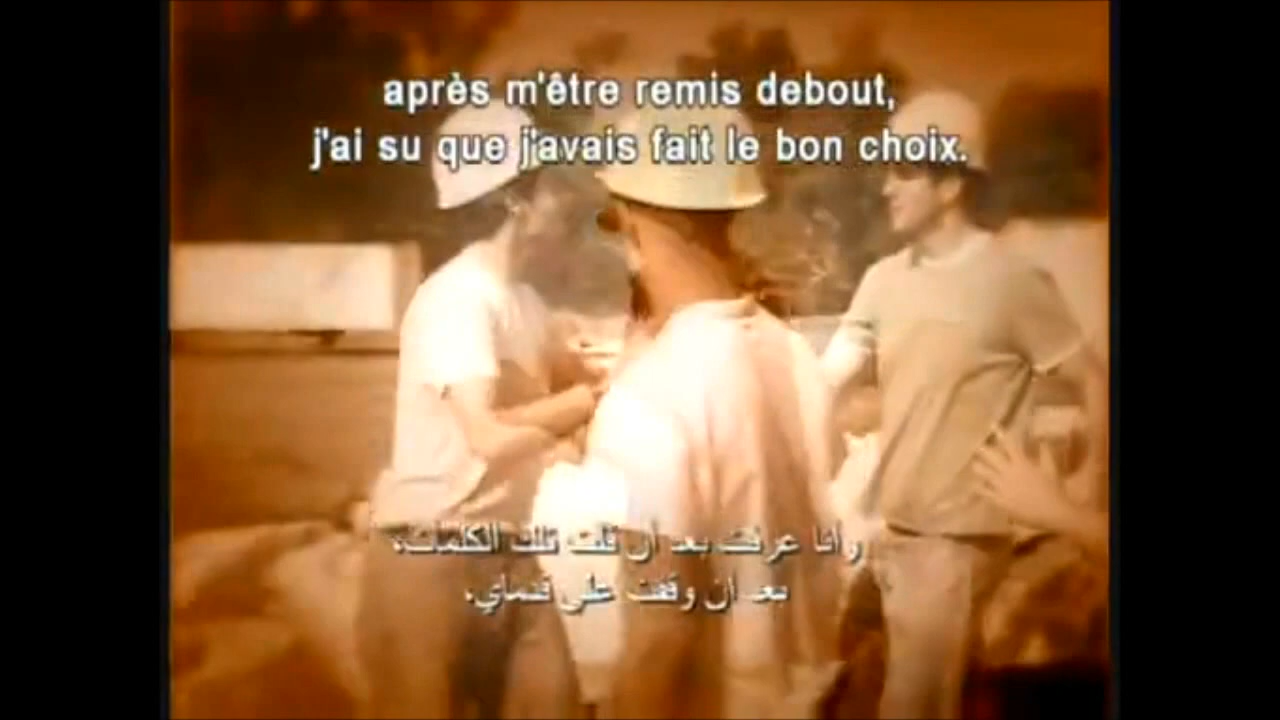 après m'être remis debout,
j'ai su que j'avais fait le bon choix.
وأنا عرفت بعد أن قلت تلك الكلمات،
بعد ان وقفت على قدماي،